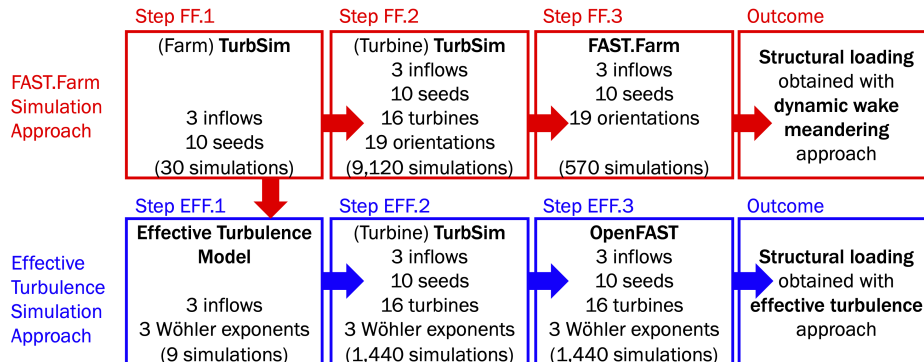 Step FF.1
Step FF.2
Step FF.3
Outcome
FAST.Farm
Simulation
Approach
(Farm) TurbSim
3 inflows
10 seeds
(30 simulations)
(Turbine) TurbSim
3 inflows
10 seeds
16 turbines
19 orientations
(9,120 simulations)
FAST.Farm
3 inflows
10 seeds
19 orientations
(570 simulations)
Structural loading
obtained with
dynamic wake
meandering
approach
Step EFF.1
Step EFF.2
Step EFF.3
Outcome
Effective
Turbulence
Simulation
Approach
Effective Turbulence
Model
3 inflows
3 Wöhler exponents
(9 simulations)
(Turbine) TurbSim
3 inflows
10 seeds
16 turbines
3 Wöhler exponents
(1,440 simulations)
OpenFAST
3 inflows
10 seeds
16 turbines
3 Wöhler exponents
(1,440 simulations)
Structural loading
obtained with
effective turbulence
approach